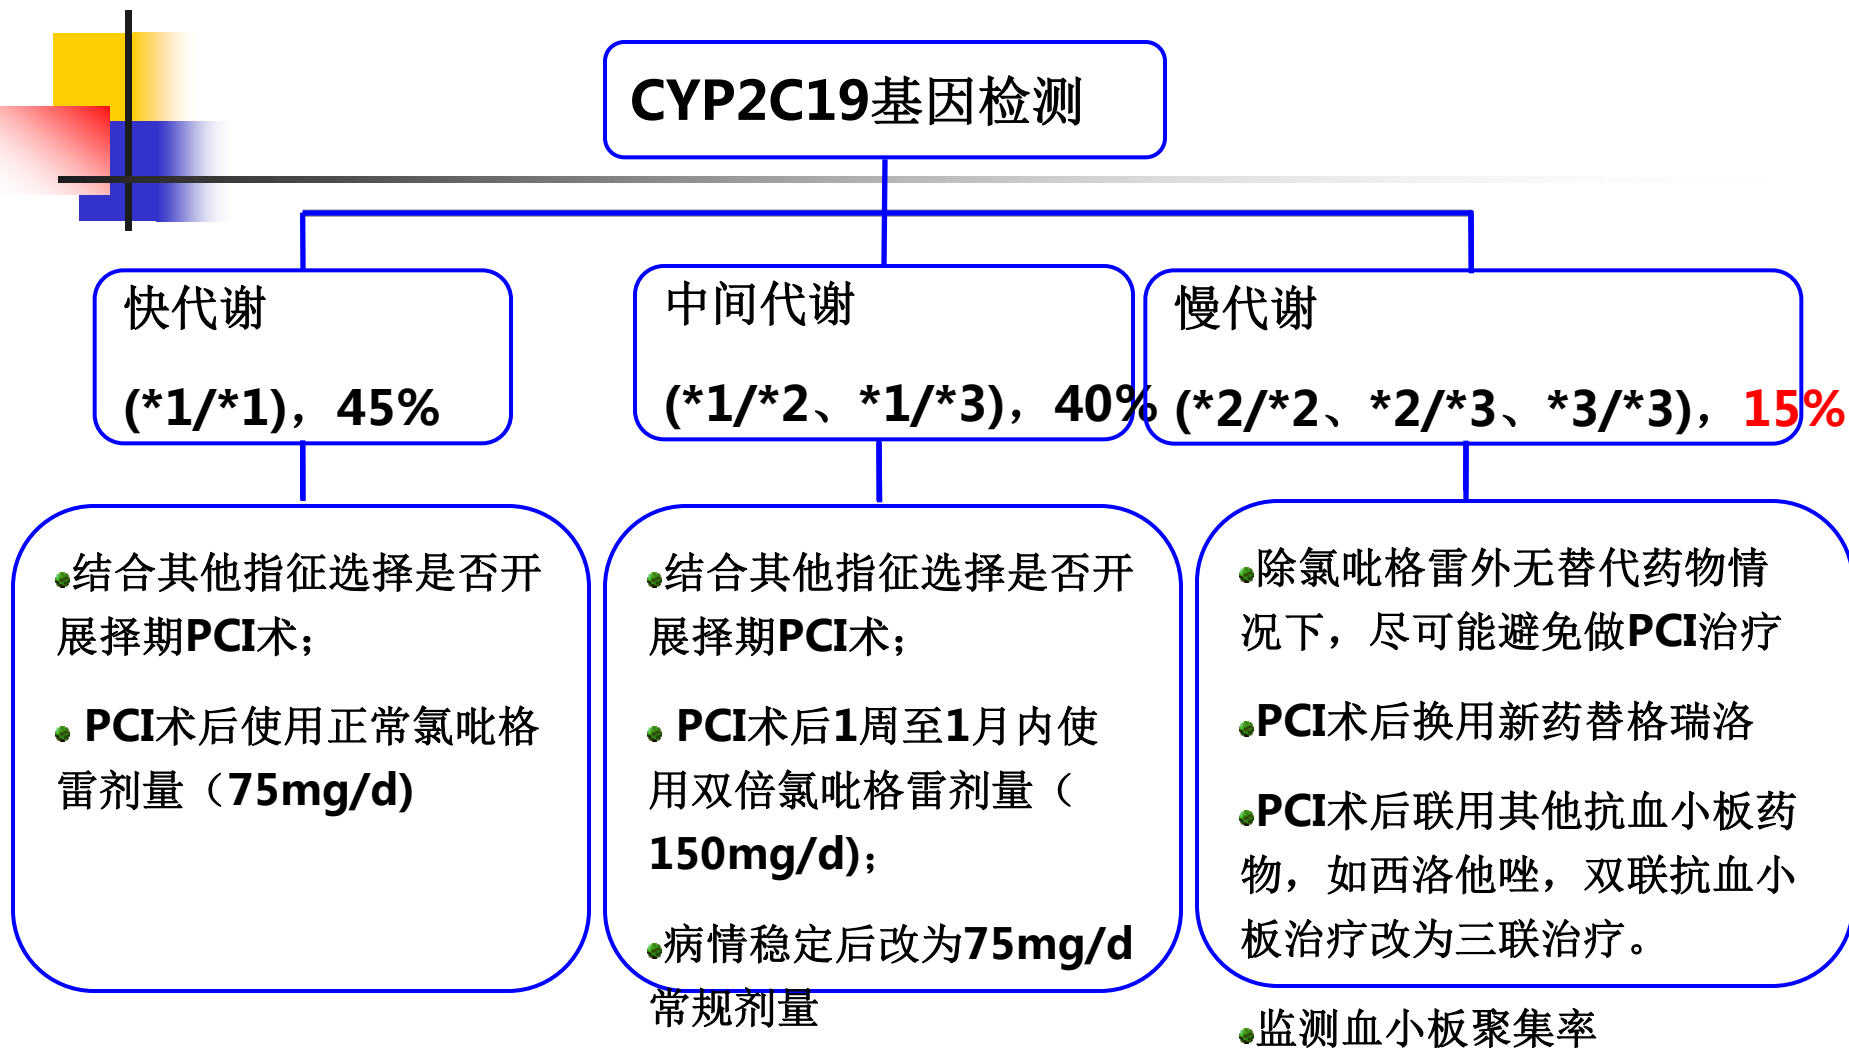 CYP2C19基因检测
快代谢
(*1/*1)，45%
中间代谢
(*1/*2、*1/*3)，40%
慢代谢
(*2/*2、*2/*3、*3/*3)，15%
结合其他指征选择是否开
展择期PCI术；
PCI术后使用正常氯吡格
雷剂量（75mg/d)
结合其他指征选择是否开
展择期PCI术；
PCI术后1周至1月内使
用双倍氯吡格雷剂量（
150mg/d)；
病情稳定后改为75mg/d
常规剂量
除氯吡格雷外无替代药物情
况下，尽可能避免做PCI治疗
PCI术后换用新药替格瑞洛
PCI术后联用其他抗血小板药
物，如西洛他唑，双联抗血小
板治疗改为三联治疗。
监测血小板聚集率